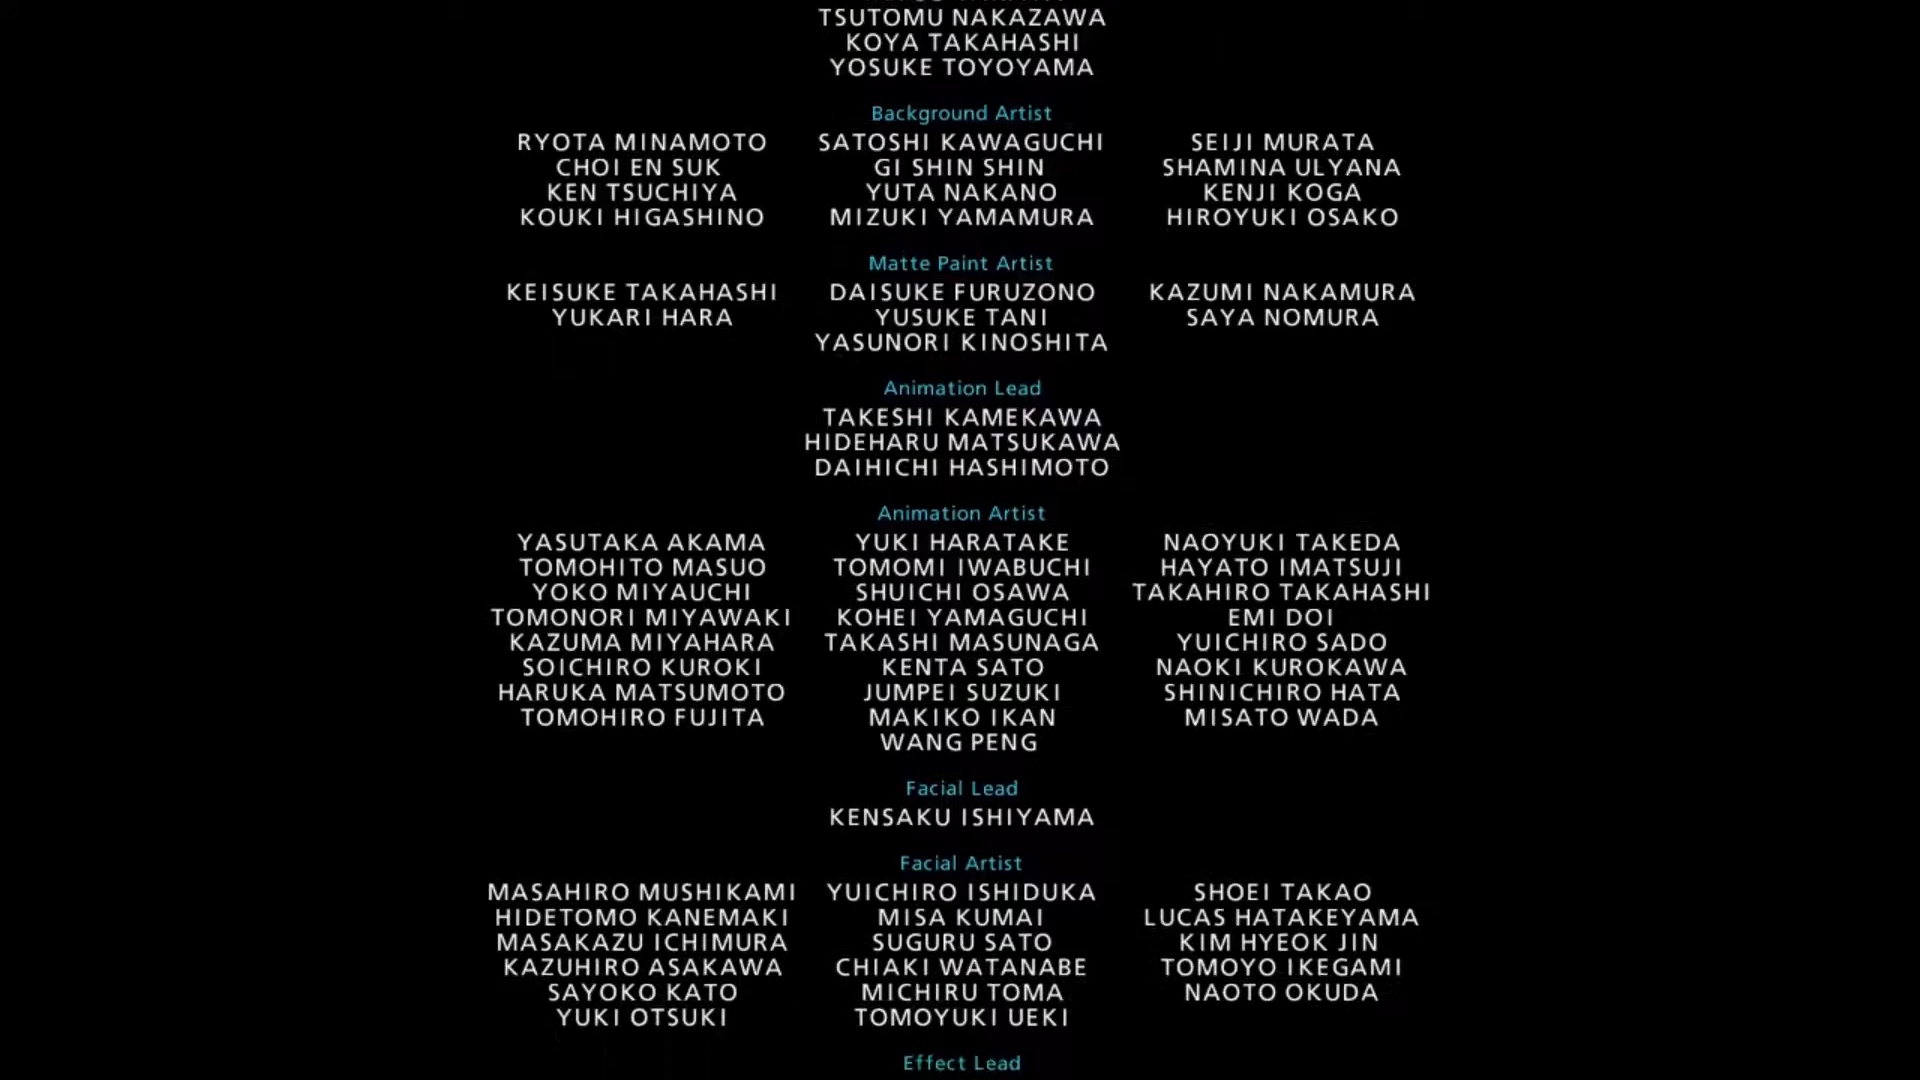 TSUTOMU NAKAZAWA
KOYA TAKAHASHI
YOSUKE TOYOYAMA
Background Artist
RYOTA MINAMOTO SATOSHI KAWAGUCHI SEIJI MURATA
CHOI EN SUK GI SHIN SHIN SHAMINA ULYANA
KEN TSUCHIYA YUTA NAKANO KENJI KOGA
KOUKI HIGASHINO MIZUKI YAMAMURA HIROYUKI OSAKO
Matte Paint Artist
KEISUKE TAKAHASHI DAISUKE FURUZONO KAZUMI NAKAMURA
YUKARI HARA YUSUKE TANI SAYA NOMURA
YASUNORI KINOSHITA
Animation Lead
TAKESHI KAMEKAWA
HIDEHARU MATSUKAWA
DAIHICHI HASHIMOTO
Animation Artist
YASUTAKA AKAMA YUKI HARATAKE NAOYUKI TAKEDA
TOMOHITO MASUO TOMOMI IWABUCHI HAYATO IMATSUJI
YOKO MIYAUCHI SHUICHI OSAWA TAKAHIRO TAKAHASHI
TOMONORI MIYAWAKI KOHEI YAMAGUCHI EMI DOI
KAZUMA MIYAHARA TAKASHI MASUNAGA YUICHIRO SADO
SOICHIRO KUROKI KENTA SATO NAOKI KUROKAWA
HARUKA MATSUMOTO JUMPEI SUZUKI SHINICHIRO HATA
TOMOHIRO FUJITA MAKIKO IKAN MISATO WADA
WANG PENG
Facial Lead
KENSAKU ISHIYAMA
Facial Artist
MASAHIRO MUSHIKAMI YUICHIRO ISHIDUKA SHOEI TAKAO
HIDETOMO KANEMAKI MISA KUMAI LUCAS HATAKEYAMA
MASAKAZU ICHIMURA SUGURU SATO KIM HYEOK JIN
KAZUHIRO ASAKAWA CHIAKI WATANABE TOMOYO IKEGAMI
SAYOKO KATO MICHIRU TOMA NAOTO OKUDA
YUKI OTSUKI TOMOYUKI UEKI
Effect Lead